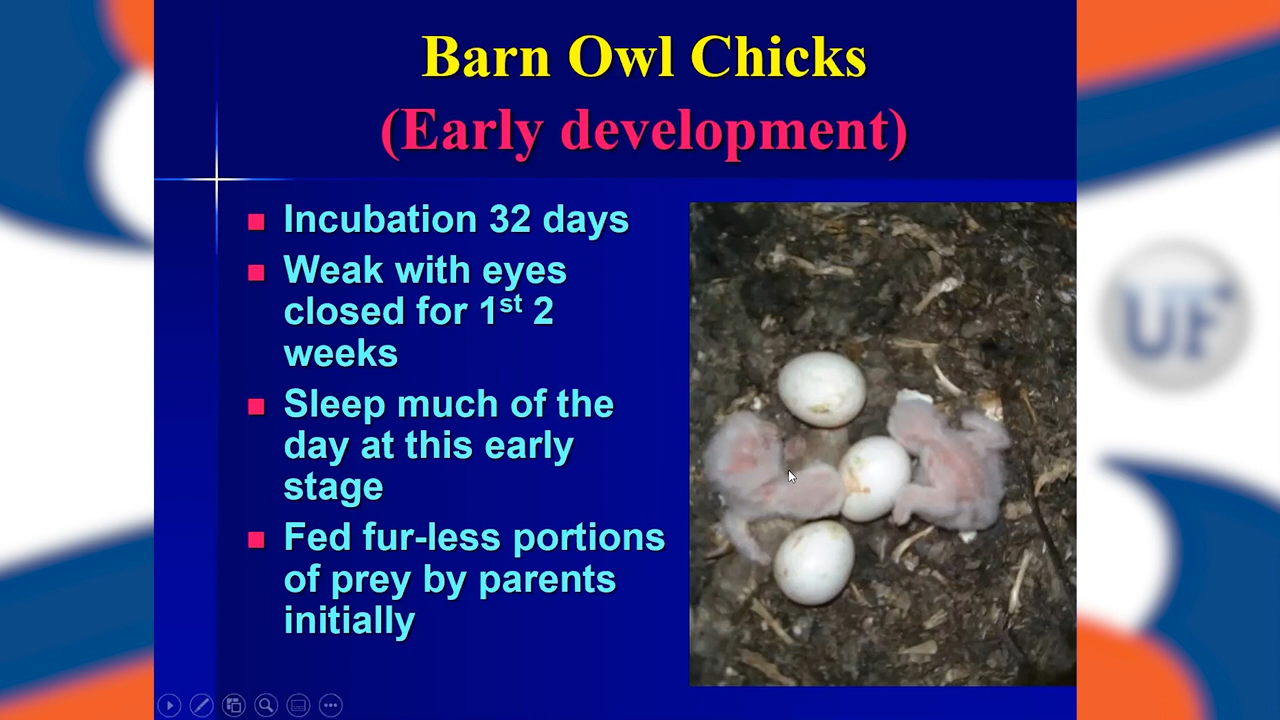 Barn Owl Chicks
(Early development)
Incubation 32 days
Weak with eyes
closed for 1st 2
weeks
Sleep much of the
day at this early
stage
Fed fur-less portions
of prey by parents
initially
UF